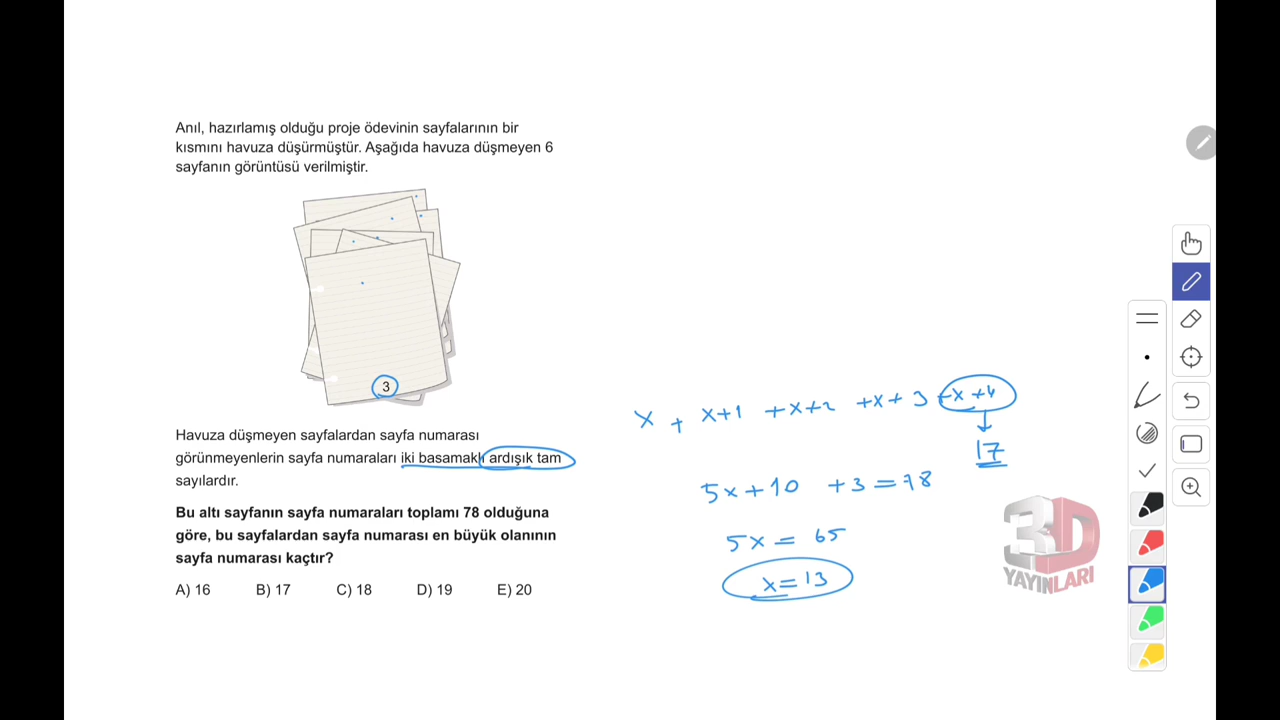 Anıl, hazırlamış olduğu proje ödevinin sayfalarının bir
kısmını havuza düşürmüştür. Aşağıda havuza düşmeyen 6
sayfanın görüntüsü verilmiştir.
3
Havuza düşmeyen sayfalardan sayfa numarası
görünmeyenlerin sayfa numaraları iki basamaklı ardışık tam
sayılardır.
Bu altı sayfanın sayfa numaraları toplamı 78 olduğuna
göre, bu sayfalardan sayfa numarası en büyük olanının
sayfa numarası kaçtır?
A) 16 B) 17 C) 18 D) 19 E) 20
x + x+1 +x+2 +x+3 +x+4
17
5x+10 +3=78
5x = 65
x=13
3D
YAYINLARI